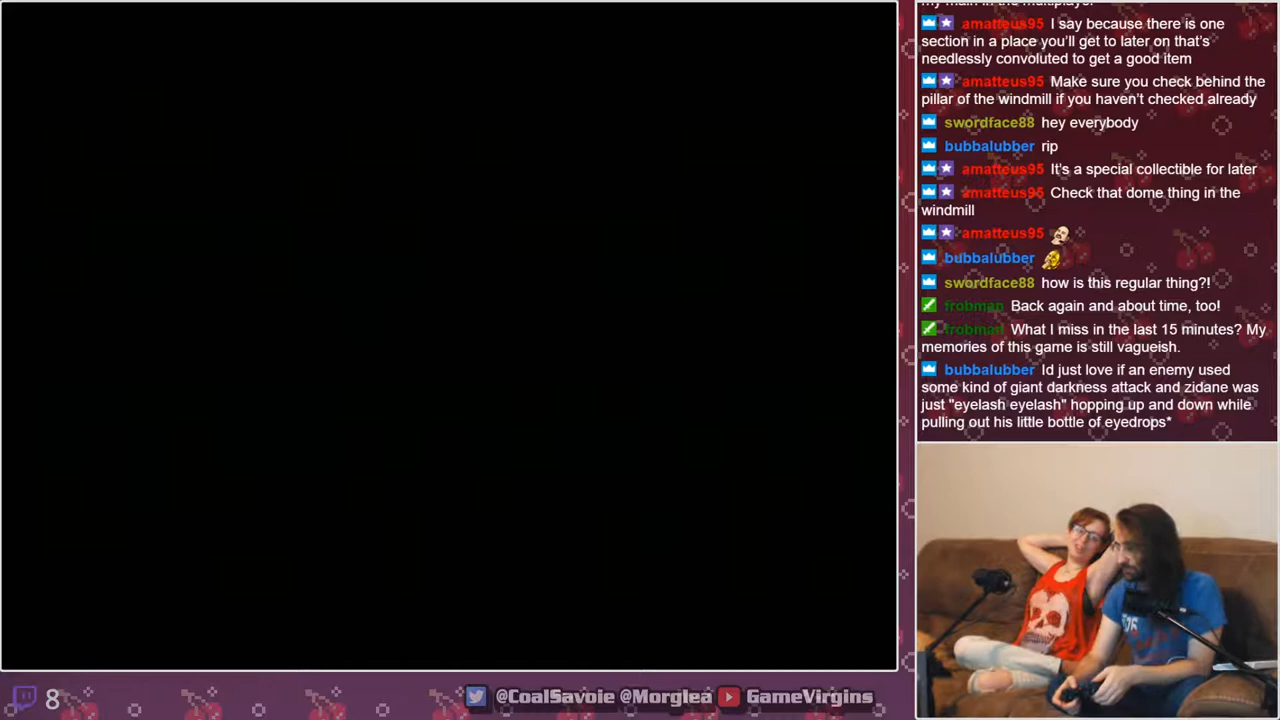 amatteus95 I say because there is one
section in a place you'll get to later on that's
needlessly convoluted to get a good item
amatteus95 Make sure you check behind the
pillar of the windmill if you haven't checked already
swordface88 hey everybody
bubbalubber rip
amatteus95 It's a special collectible for later
amatteus95 Check that dome thing in the
windmill
amatteus95
bubbalubber
swordface88 how is this regular thing?!
frobman Back again and about time, too!
frobman What I miss in the last 15 minutes? My
memories of this game is still vagueish.
bubbalubber Id just love if an enemy used
some kind of giant darkness attack and zidane was
just "eyelash eyelash" hopping up and down while
pulling out his little bottle of eyedrops*
8
@CoalSavoie @Morglea GameVirgins